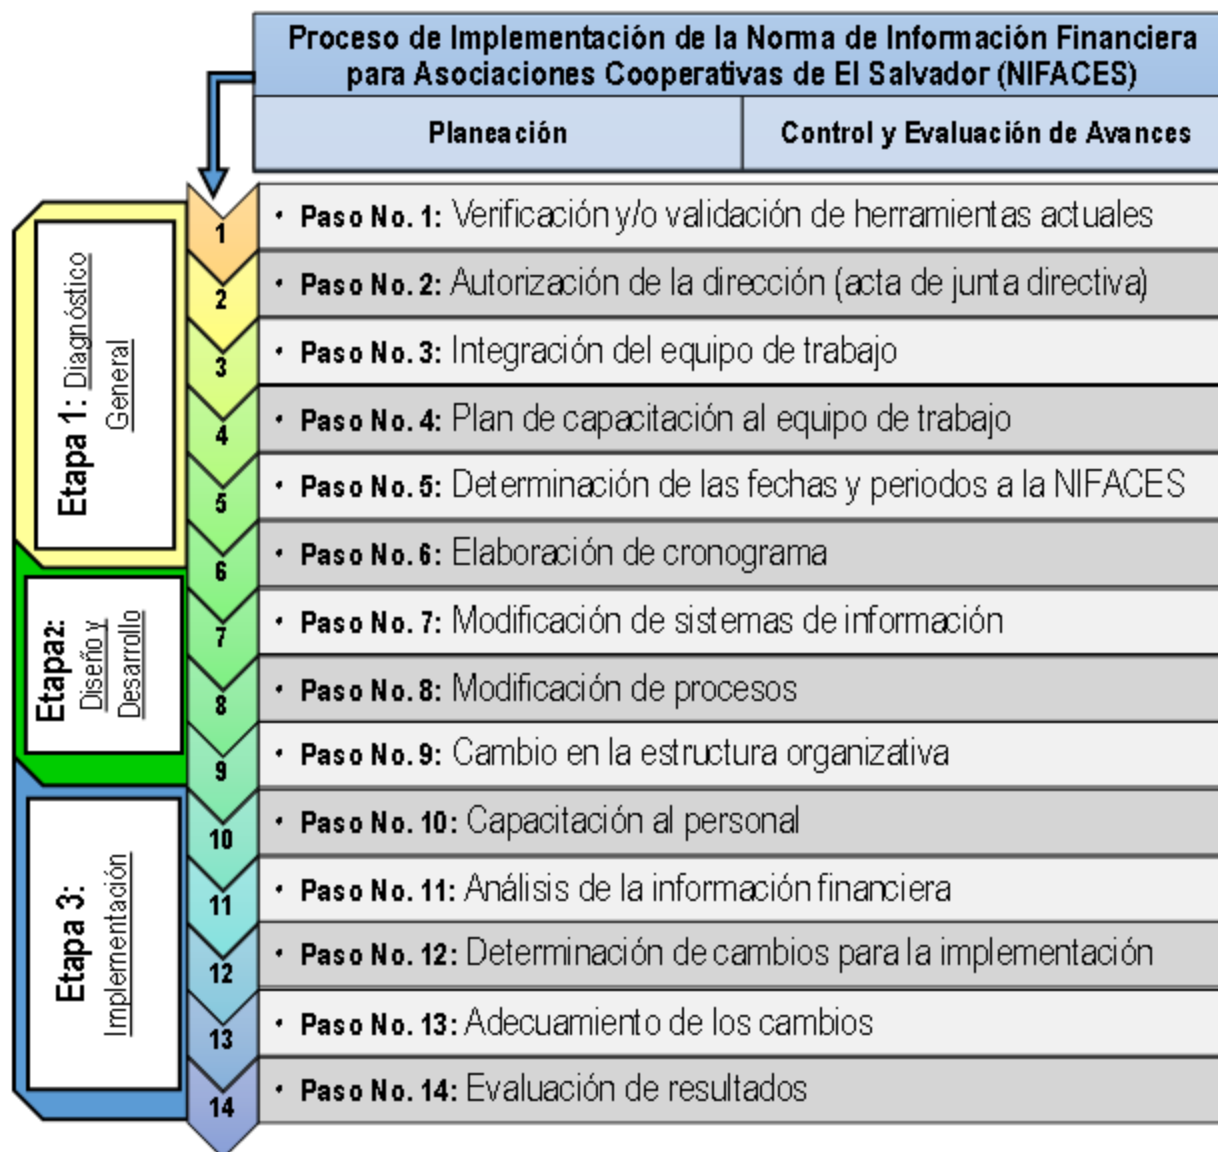 Proceso de Implementación de la Norma de Información Financiera
para Asociaciones Cooperativas de El Salvador (NIFACES)
Planeación
Control y Evaluación de Avances
Etapa 1: Diagnóstico
General
1
• Paso No. 1: Verificación y/o validación de herramientas actuales
2
• Paso No. 2: Autorización de la dirección (acta de junta directiva)
3
• Paso No. 3: Integración del equipo de trabajo
4
• Paso No. 4: Plan de capacitación al equipo de trabajo
5
• Paso No. 5: Determinación de las fechas y periodos a la NIFACES
6
• Paso No. 6: Elaboración de cronograma
Etapa2:
Diseño y
Desarrollo
7
• Paso No. 7: Modificación de sistemas de información
8
• Paso No. 8: Modificación de procesos
9
• Paso No. 9: Cambio en la estructura organizativa
Etapa 3:
Implementación
10
• Paso No. 10: Capacitación al personal
11
• Paso No. 11: Análisis de la información financiera
12
• Paso No. 12: Determinación de cambios para la implementación
13
• Paso No. 13: Adecuamiento de los cambios
14
• Paso No. 14: Evaluación de resultados